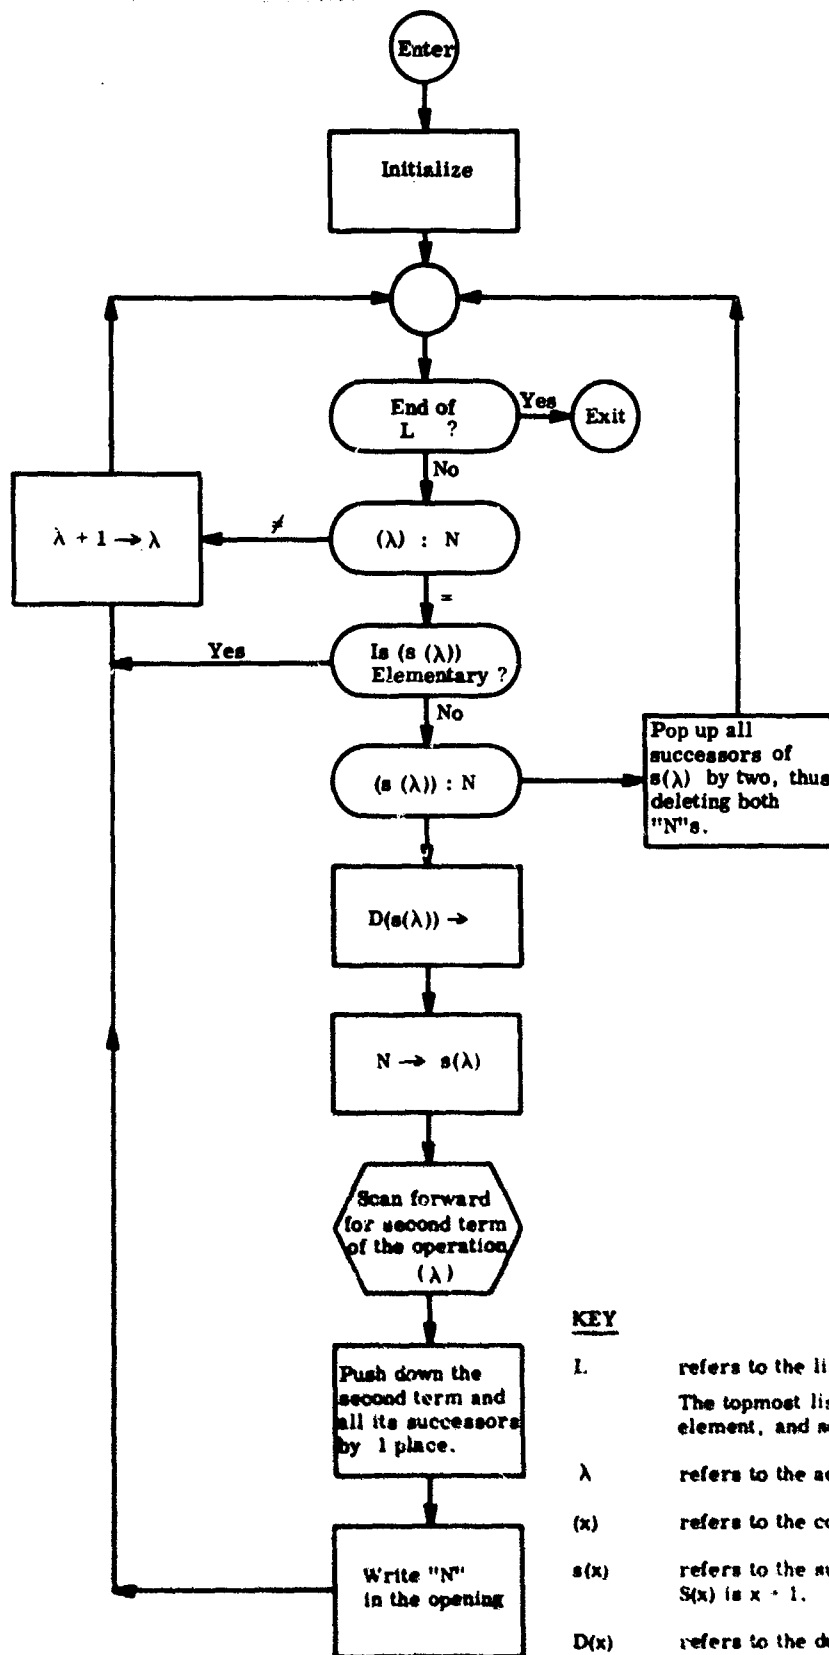 Enter
Initialize
End of
L ?
Yes
Exit
No
λ + 1 → λ
≠
(λ) : N
=
Yes
Is (s (λ))
Elementary ?
No
(s (λ)) : N
Pop up all
successors of
s(λ) by two, thus
deleting both
"N"s.
D(s(λ)) →
N → s(λ)
Scan forward
for second term
of the operation
(λ)
Push down the
second term and
all its successors
by 1 place.
Write "N"
in the opening
KEY
L refers to the
The topmost
element, and
λ refers to the
(x) refers to the
s(x) refers to the
S(x) is x + 1.
D(x) refers to the